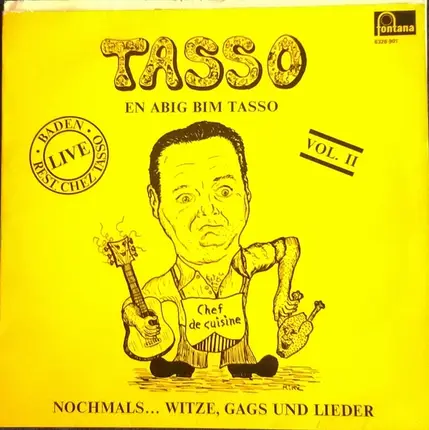 fontana
TASSO
EN ABIG BIM TASSO
BADEN · REST CHEZ TASSO ·
LIVE
VOL. II
Chef
de cuisine
NOCHMALS... WITZE, GAGS UND LIEDER